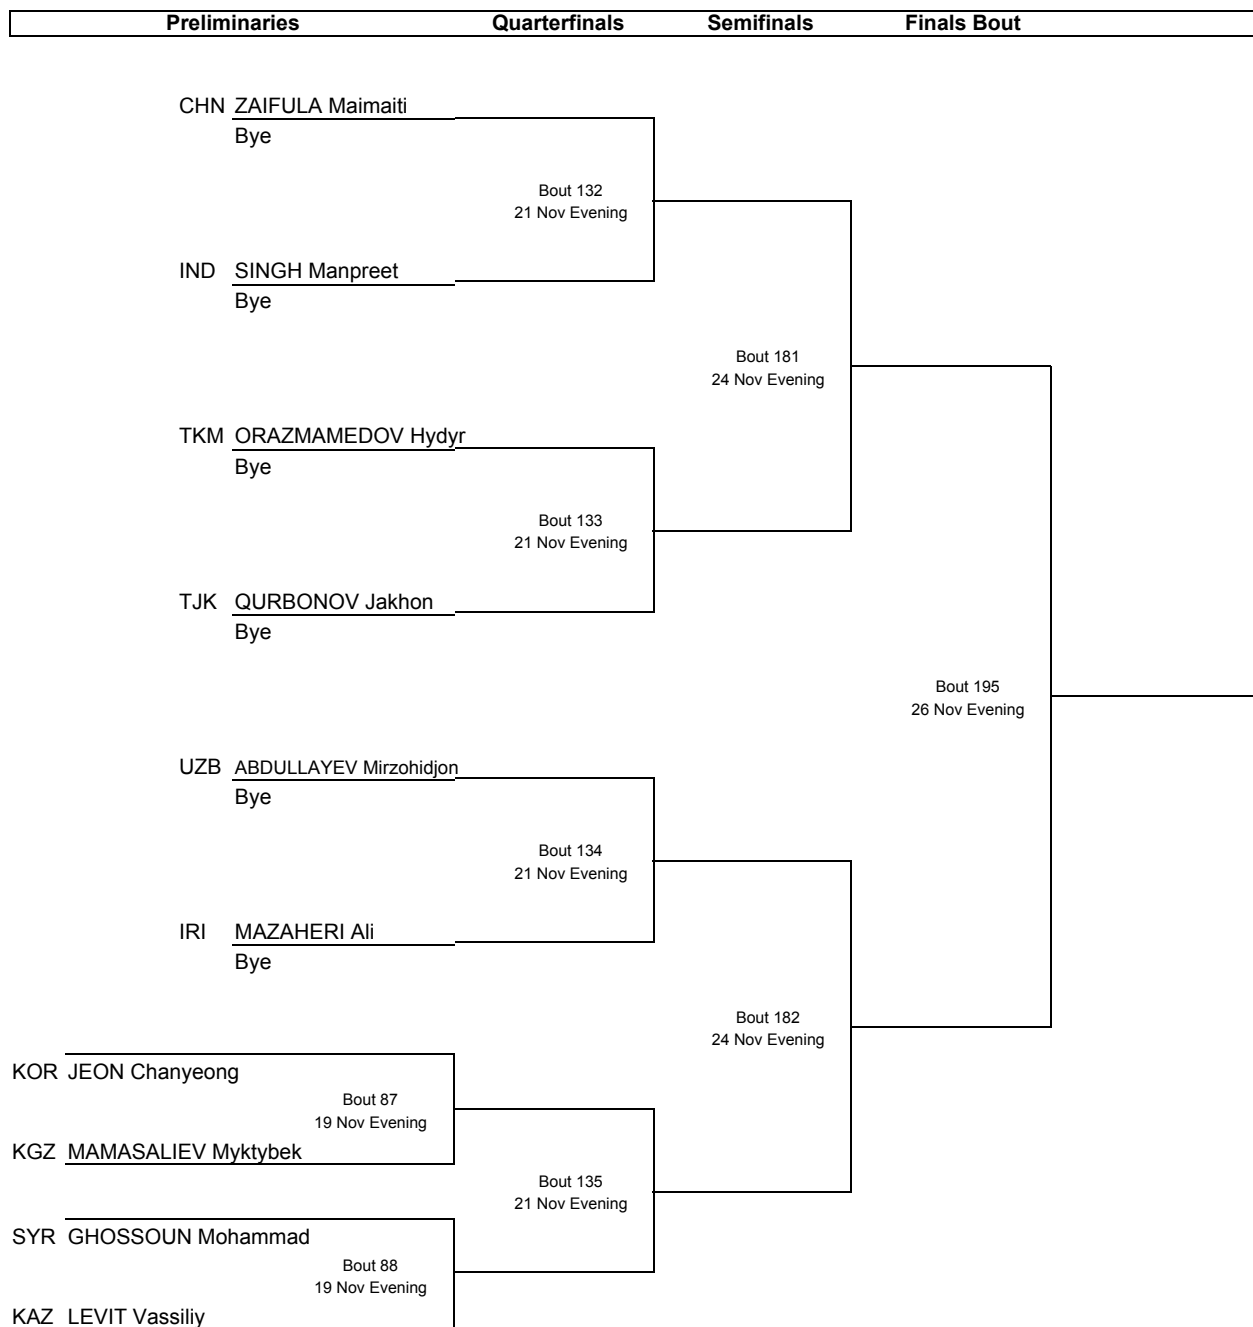 Preliminaries Quarterfinals Semifinals Finals Bout
CHN ZAIFULA Maimaiti
Bye
Bout 132
21 Nov Evening
IND SINGH Manpreet
Bye
Bout 181
24 Nov Evening
TKM ORAZMAMEDOV Hydyr
Bye
Bout 133
21 Nov Evening
TJK QURBONOV Jakhon
Bye
Bout 195
26 Nov Evening
UZB ABDULLAYEV Mirzohidjon
Bye
Bout 134
21 Nov Evening
IRI MAZAHERI Ali
Bye
Bout 182
24 Nov Evening
KOR JEON Chanyeong
Bout 87
19 Nov Evening
KGZ MAMASALIEV Myktybek
Bout 135
21 Nov Evening
SYR GHOSSOUN Mohammad
Bout 88
19 Nov Evening
KAZ LEVIT Vassiliy